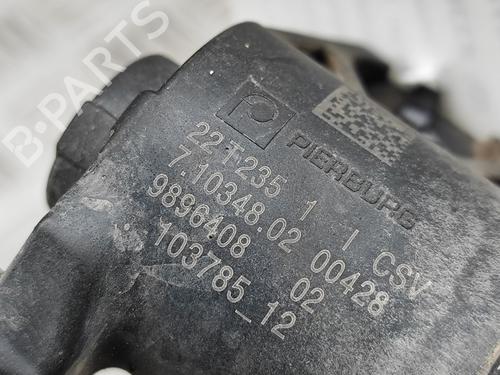 B-PARTS
PIERBURG
22T235 1 I CSV
7.10348.02 00428
9896408 02
103785_12